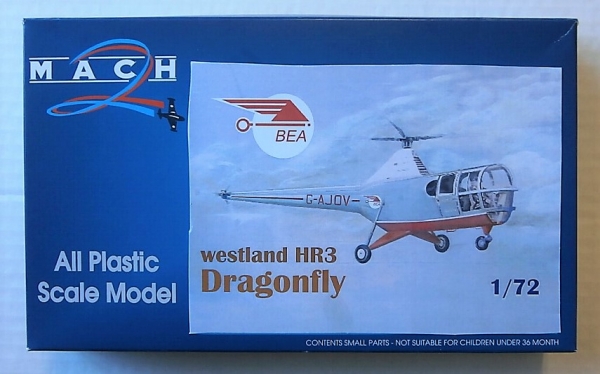 MACH 2
BEA
G-AJOV
westland HR3
Dragonfly
1/72
All Plastic
Scale Model
CONTENTS SMALL PARTS - NOT SUITABLE FOR CHILDREN UNDER 36 MONTH